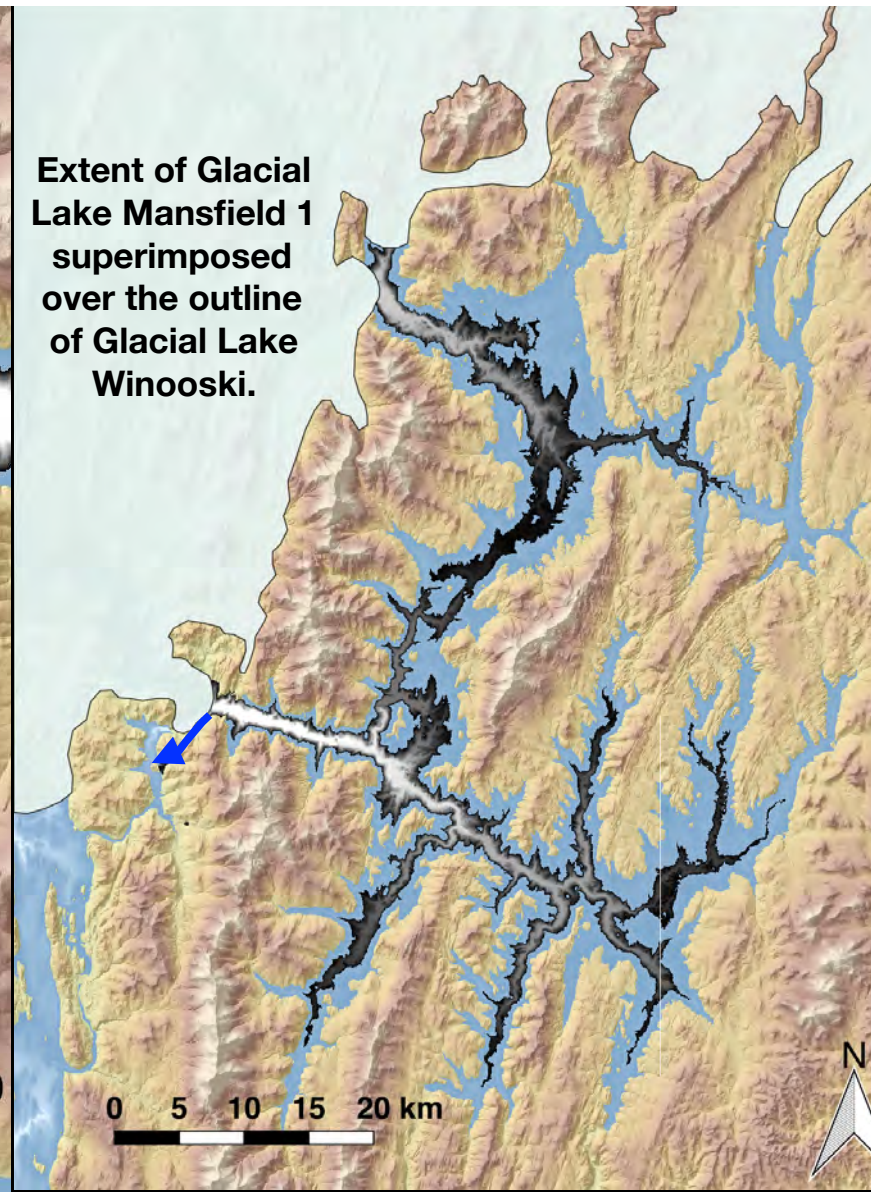 Extent of Glacial
Lake Mansfield 1
superimposed
over the outline
of Glacial Lake
Winooski.
N
0 5 10 15 20 km